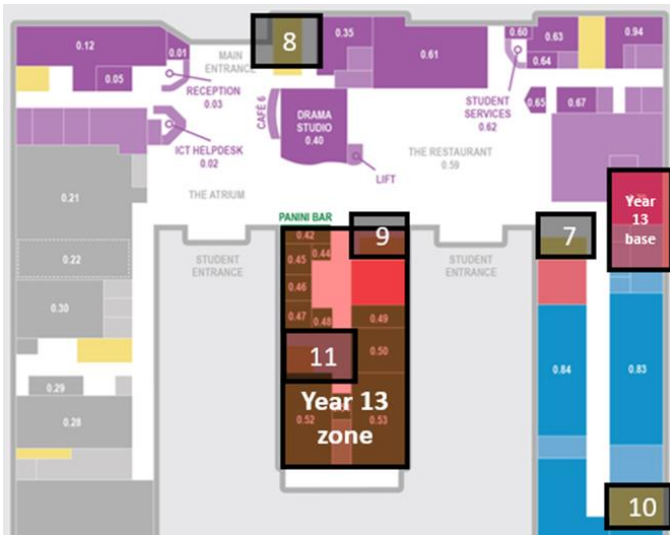 0.12
0.01
0.05
MAIN
ENTRANCE
8
0.35
0.61
0.60
0.63
0.64
0.94
RECEPTION
0.03
CAFÉ 6
DRAMA
STUDIO
0.40
STUDENT
SERVICES
0.62
0.65
0.67
ICT HELPDESK
0.02
THE RESTAURANT
0.59
LIFT
THE ATRIUM
0.21
0.22
0.30
0.29
0.28
STUDENT
ENTRANCE
PANINI BAR
0.42
9
0.44
0.45
0.46
0.47
0.48
0.49
0.50
11
Year 13
zone
0.52
0.53
STUDENT
ENTRANCE
7
Year
13
base
0.84
0.83
10